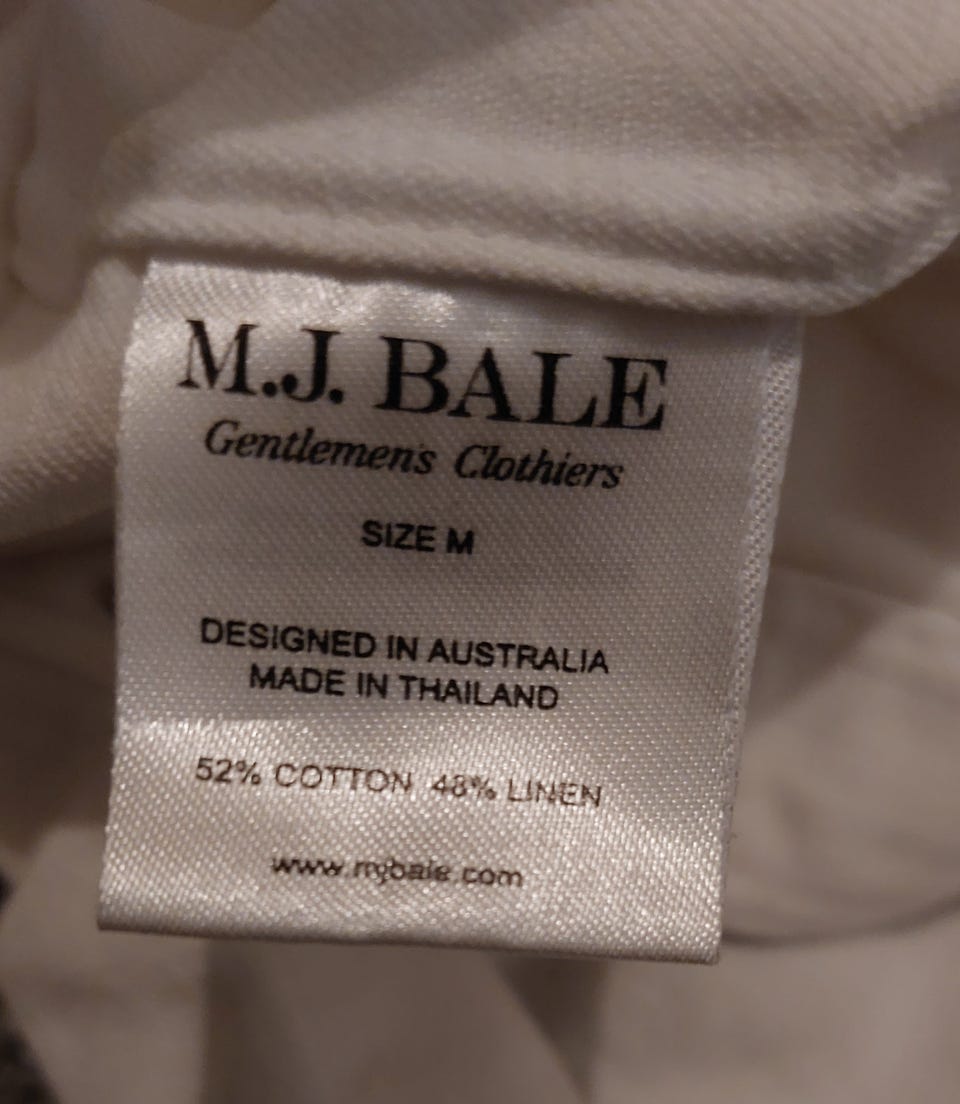 M.J. BALE
Gentlemen's Clothiers
SIZE M
DESIGNED IN AUSTRALIA
MADE IN THAILAND
52% COTTON 48% LINEN
www.mjbale.com